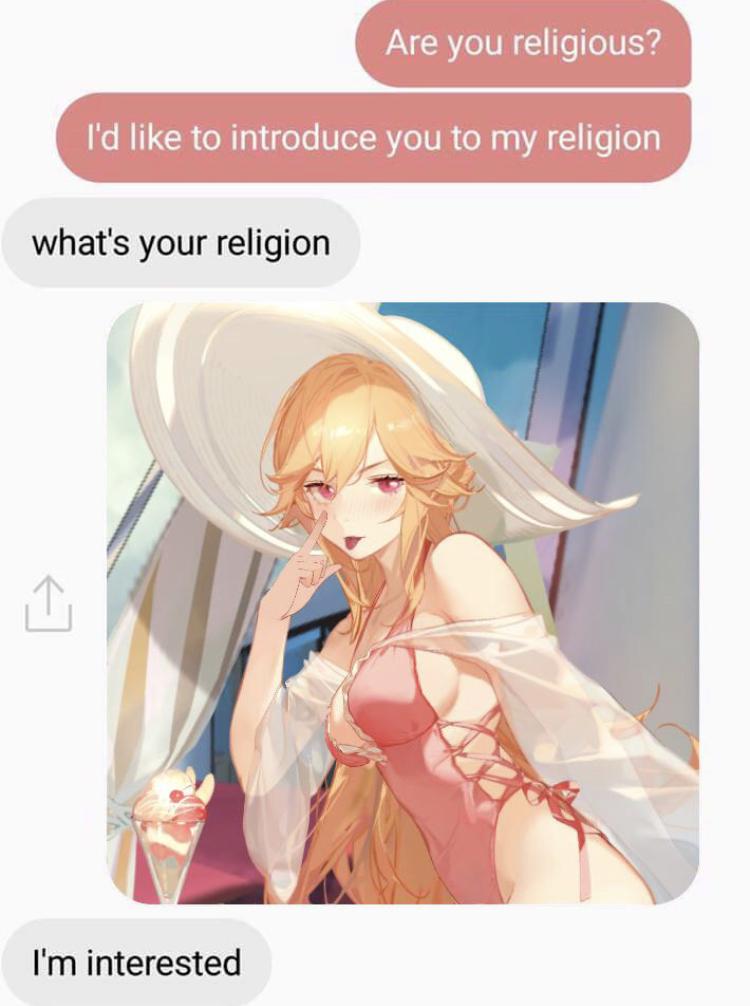 Are you religious?
I'd like to introduce you to my religion
what's your religion
I'm interested